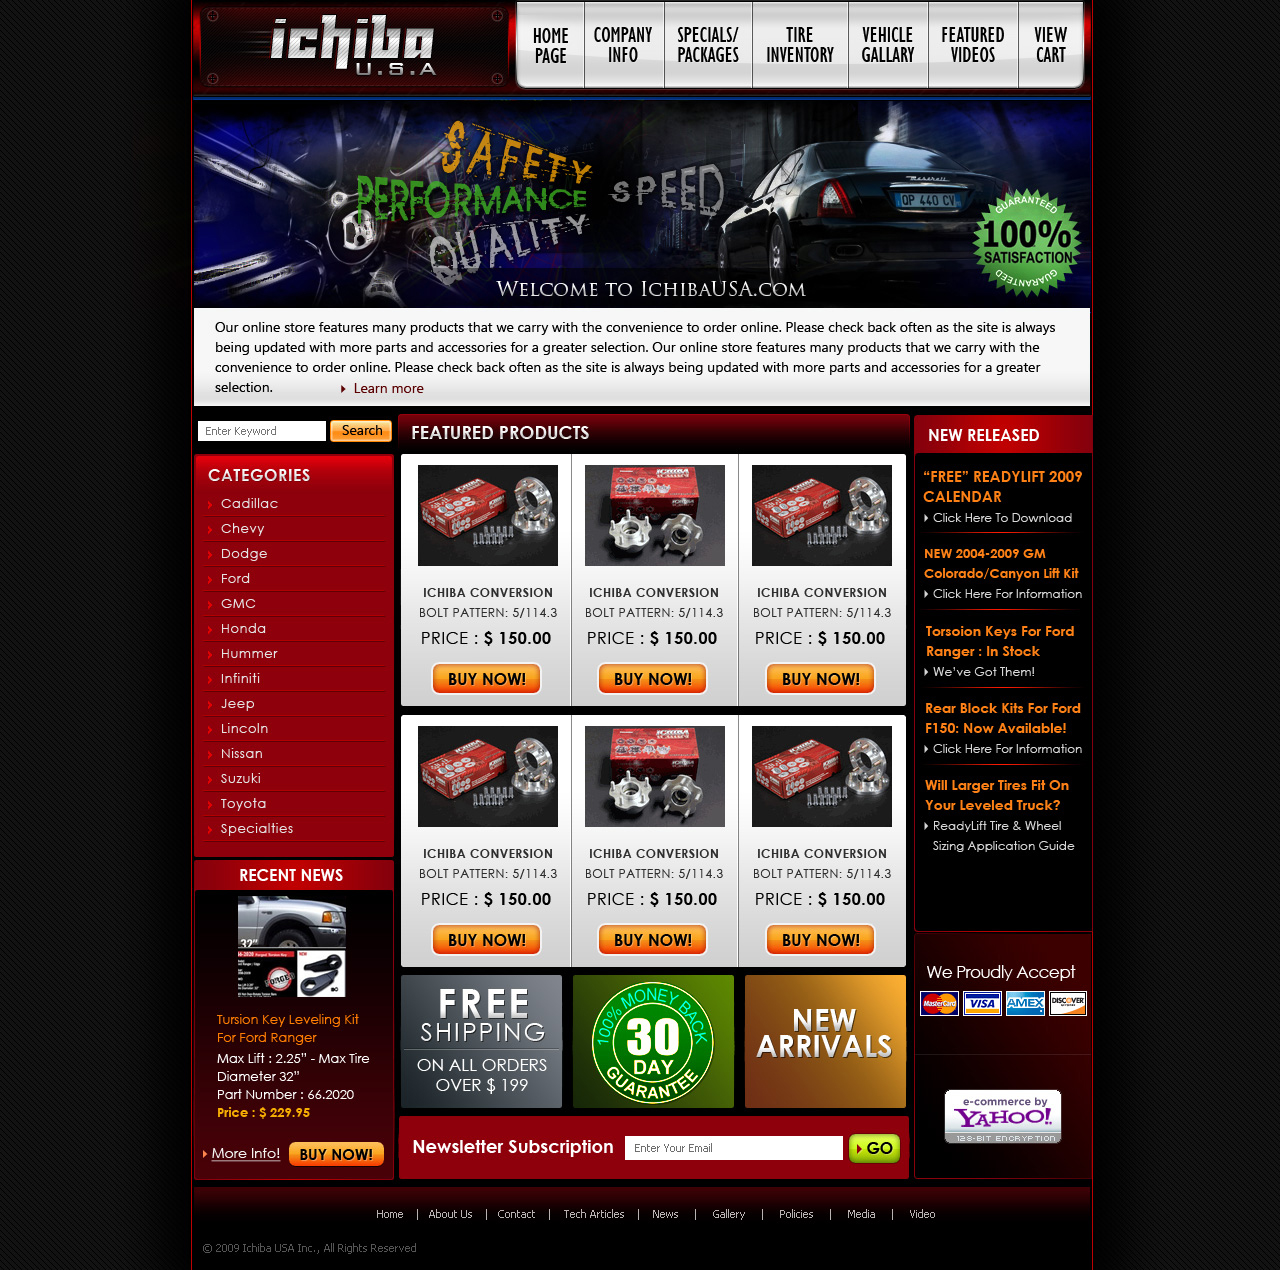 ichiba
U.S.A
HOME PAGE
COMPANY INFO
SPECIALS/ PACKAGES
TIRE INVENTORY
VEHICLE GALLARY
FEATURED VIDEOS
VIEW CART
SAFETY
PERFORMANCE
SPEED
QUALITY
Maserati
QP 440 CV
GUARANTEED
100%
SATISFACTION
GUARANTEED
WELCOME TO ICHIBAUSA.COM
Our online store features many products that we carry with the convenience to order online. Please check back often as the site is always
being updated with more parts and accessories for a greater selection. Our online store features many products that we carry with the
convenience to order online. Please check back often as the site is always being updated with more parts and accessories for a greater
selection.
Learn more
Enter Keyword
Search
CATEGORIES
Cadillac
Chevy
Dodge
Ford
GMC
Honda
Hummer
Infiniti
Jeep
Lincoln
Nissan
Suzuki
Toyota
Specialties
RECENT NEWS
32"
FORGED
Tursion Key Leveling Kit
For Ford Ranger
Max Lift : 2.25” - Max Tire
Diameter 32”
Part Number : 66.2020
Price : $ 229.95
More Info!
BUY NOW!
FEATURED PRODUCTS
ICHIBA CONVERSION
BOLT PATTERN: 5/114.3
PRICE : $ 150.00
BUY NOW!
ICHIBA CONVERSION
BOLT PATTERN: 5/114.3
PRICE : $ 150.00
BUY NOW!
ICHIBA CONVERSION
BOLT PATTERN: 5/114.3
PRICE : $ 150.00
BUY NOW!
ICHIBA CONVERSION
BOLT PATTERN: 5/114.3
PRICE : $ 150.00
BUY NOW!
ICHIBA CONVERSION
BOLT PATTERN: 5/114.3
PRICE : $ 150.00
BUY NOW!
ICHIBA CONVERSION
BOLT PATTERN: 5/114.3
PRICE : $ 150.00
BUY NOW!
FREE
SHIPPING
ON ALL ORDERS
OVER $ 199
100% MONEY BACK
30
DAY
GUARANTEE
NEW
ARRIVALS
Newsletter Subscription
Enter Your Email
GO
NEW RELEASED
“FREE” READYLIFT 2009
CALENDAR
Click Here To Download
NEW 2004-2009 GM
Colorado/Canyon Lift Kit
Click Here For Information
Torsoion Keys For Ford
Ranger : In Stock
We’ve Got Them!
Rear Block Kits For Ford
F150: Now Available!
Click Here For Information
Will Larger Tires Fit On
Your Leveled Truck?
ReadyLift Tire & Wheel
Sizing Application Guide
We Proudly Accept
MasterCard
VISA
AMEX
DISCOVER
e-commerce by
YAHOO!
128-BIT ENCRYPTION
Home | About Us | Contact | Tech Articles | News | Gallery | Policies | Media | Video
© 2009 Ichiba USA Inc., All Rights Reserved